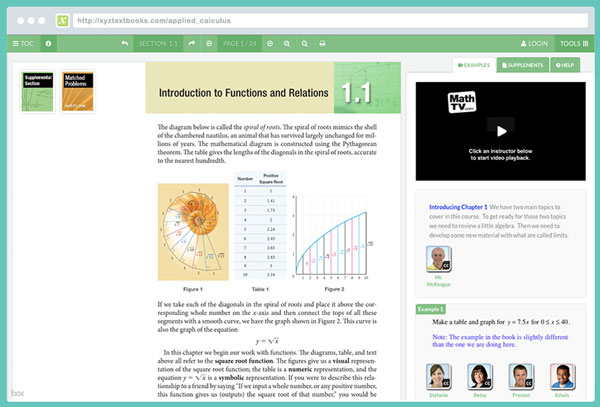 http://xyztextbooks.com/applied_calculus
TOC
SECTION 1.1
PAGE 1 / 24
LOGIN
TOOLS
Supplemental
Section
Matched
Problems
EXAMPLES
SUPPLEMENTS
HELP
Introduction to Functions and Relations
1.1
The diagram below is called the spiral of roots. The spiral of roots mimics the shell
of the chambered nautilus, an animal that has survived largely unchanged for mil-
lions of years. The mathematical diagram is constructed using the Pythagorean
theorem. The table gives the lengths of the diagonals in the spiral of roots, accurate
to the nearest hundredth.
Number
Positive
Square Root
1 1
2 1.41
3 1.73
4 2
5 2.24
6 2.45
7 2.65
8 2.83
9 3
10 3.16
Figure 1
Table 1
Figure 2
If we take each of the diagonals in the spiral of roots and place it above the cor-
responding whole number on the x-axis and then connect the tops of all these
segments with a smooth curve, we have the graph shown in Figure 2. This curve is
also the graph of the equation
y = √x
In this chapter we begin our work with functions. The diagrams, table, and text
above all refer to the square root function. The figures give us a visual represen-
tation of the square root function; the table is a numeric representation, and the
equation y = √x is a symbolic representation. If you were to describe this rela-
tionship to a friend by saying "If we input a whole number, or any positive number,
this function gives us (outputs) the square root of that number," you would be
Math
TV.com
Click an instructor below
to start video playback.
Introducing Chapter 1 We have two main topics to
cover in this course. To get ready for those two topics
we need to review a little algebra. Then we need to
develop some new material with what are called limits.
CC
Mr.
McKeague
Example 1
Make a table and graph for y = 7.5x for 0 ≤ x ≤ 40.
Note: The example in the book is slightly different
than the one we are doing here.
CC
CC
CC
CC
Stefanie
Betsy
Preston
Edwin
box